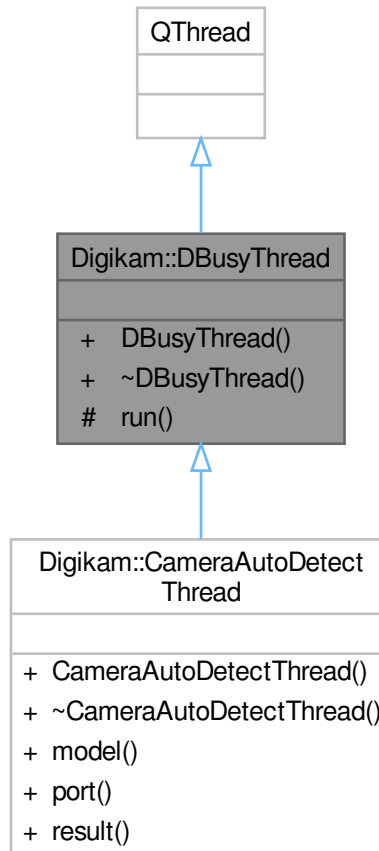 QThread
Digikam::DBusyThread
+ DBusyThread()
+ ~DBusyThread()
# run()
Digikam::CameraAutoDetect
Thread
+ CameraAutoDetectThread()
+ ~CameraAutoDetectThread()
+ model()
+ port()
+ result()